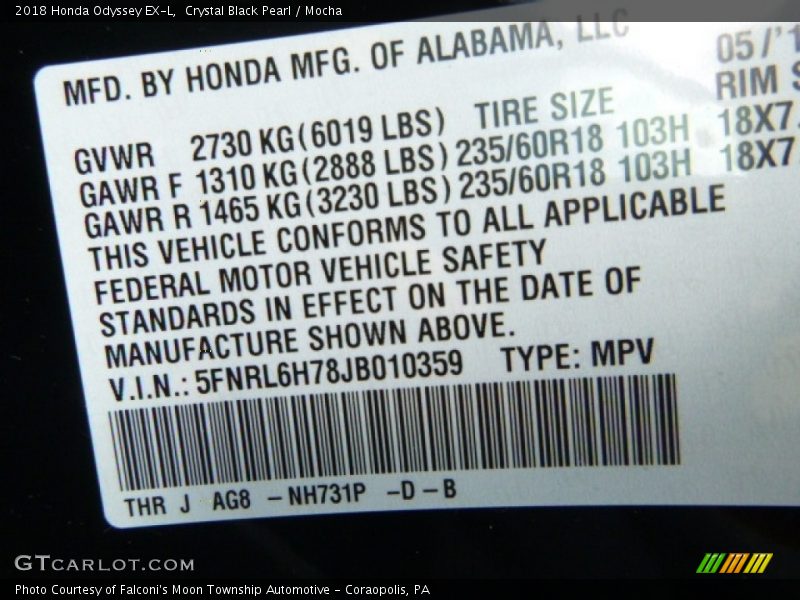 2018 Honda Odyssey EX-L,  Crystal Black Pearl / Mocha
MFD. BY HONDA MFG. OF ALABAMA, LLC 05/'1
GVWR 2730 KG(6019 LBS) TIRE SIZE RIM S
GAWR F 1310 KG(2888 LBS) 235/60R18 103H 18X7
GAWR R 1465 KG(3230 LBS) 235/60R18 103H 18X7
THIS VEHICLE CONFORMS TO ALL APPLICABLE
FEDERAL MOTOR VEHICLE SAFETY
STANDARDS IN EFFECT ON THE DATE OF
MANUFACTURE SHOWN ABOVE.
V.I.N.: 5FNRL6H78JB010359 TYPE: MPV
THR J AG8 -NH731P -D-B
GTCARLOT.COM
Photo Courtesy of Falconi's Moon Township Automotive - Coraopolis, PA